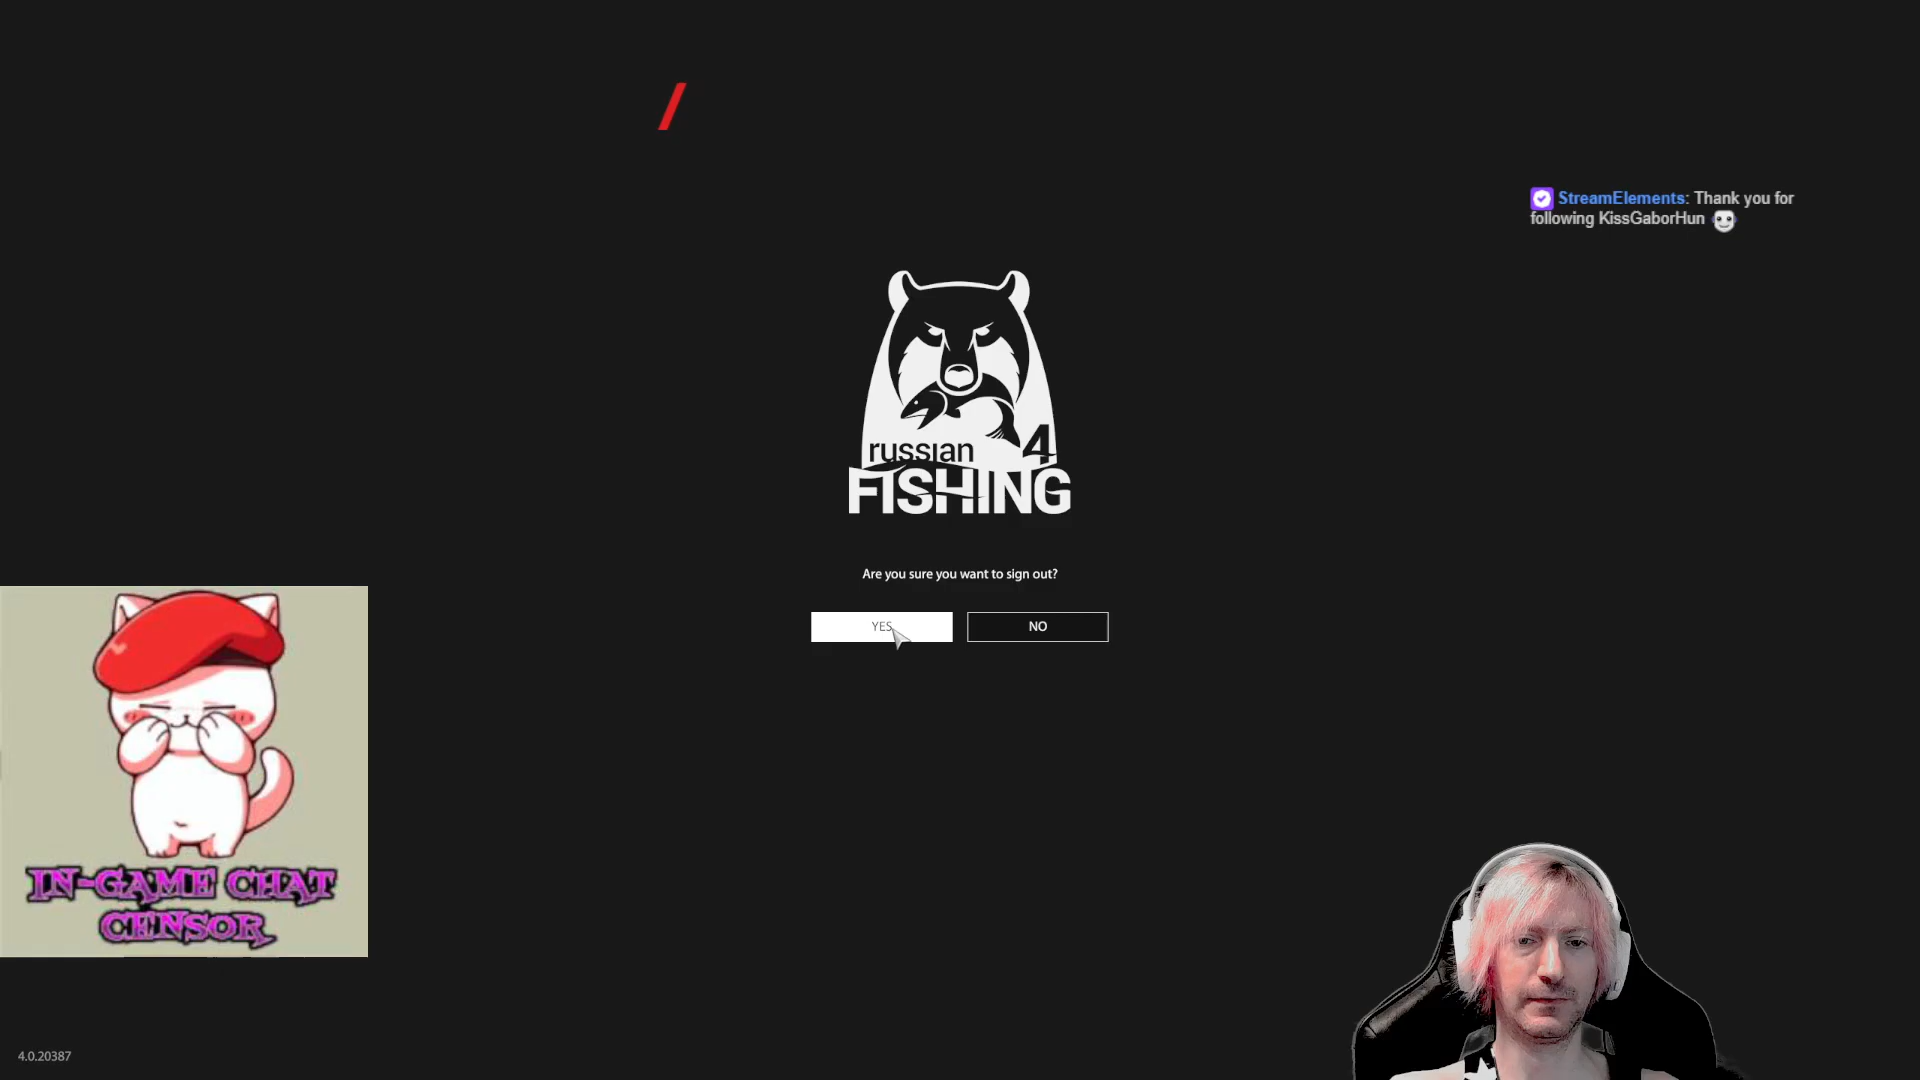 StreamElements: Thank you for
following KissGaborHun
russian 4
FISHING
Are you sure you want to sign out?
YES
NO
IN-GAME CHAT
CENSOR
4.0.20387